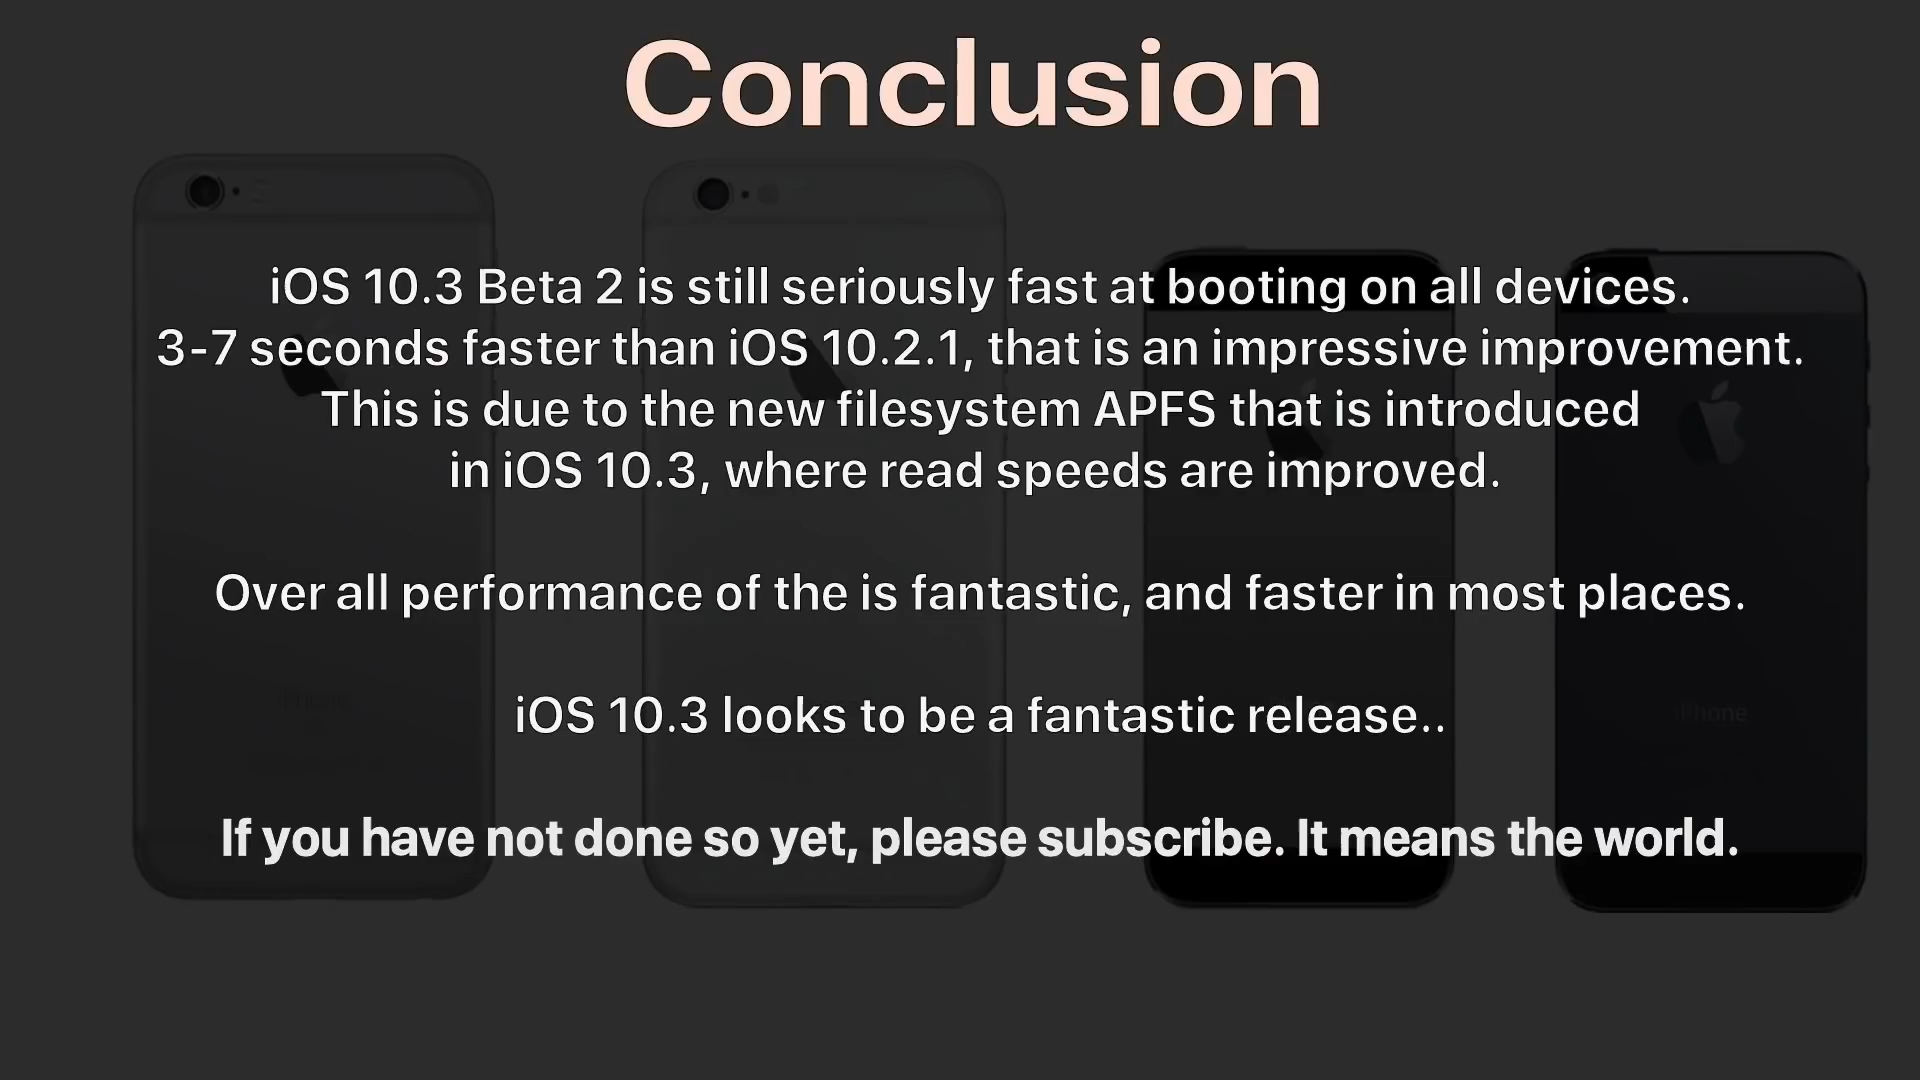 Conclusion
iOS 10.3 Beta 2 is still seriously fast at booting on all devices.
3-7 seconds faster than iOS 10.2.1, that is an impressive improvement.
This is due to the new filesystem APFS that is introduced
in iOS 10.3, where read speeds are improved.
Over all performance of the is fantastic, and faster in most places.
iPhone
iOS 10.3 looks to be a fantastic release..
iPhone
If you have not done so yet, please subscribe. It means the world.